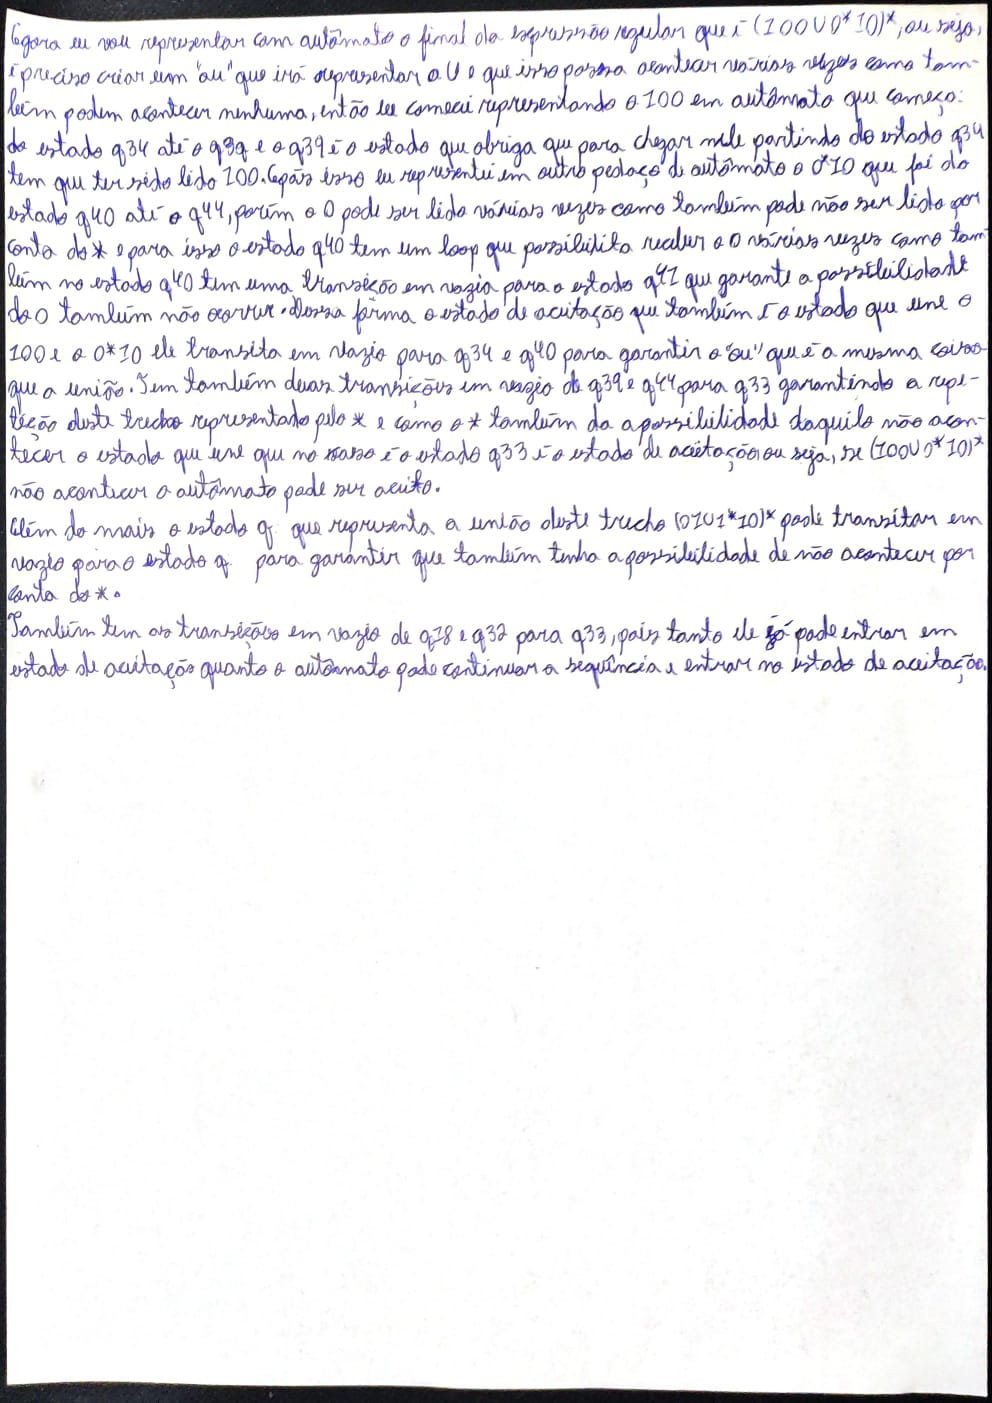 Agora eu vou representar com autômato o final da expressão regular que é (100U0*10)*, ou seja,
é preciso criar um "ou" que irá representar o U e que isso possa acontecer várias vezes como tam-
bém podem acontecer nenhuma, então eu comecei representando o 100 em autômato que começo
do estado q34 até o q39 e o q39 é o estado que obriga que para chegar nele partindo do estado q34
tem que ter sido lido 100. Após isso eu representei em outro pedaço de autômato o 0*10 que foi do
estado q40 até o q44, porém o 0 pode ser lido várias vezes como também pode não ser lido por
conta do * e para isso o estado q40 tem um loop que possibilita receber o 0 várias vezes como tam
bém no estado q40 tem uma transição em vazia para o estado q41 que garante a possibilidade
do 0 também não ocorrer. Dessa forma o estado de aceitação que também é o estado que une o
100 e o 0*10 ele transita em vazio para q34 e q40 para garantir o "ou" que é a mesma coisa
que a união. Tem também duas transições em vazio de q39 e q44 para q33 garantindo a repe-
tição deste trecho representado pelo * e como o * também da a possibilidade daquilo não acon-
tecer o estado que une que no caso é o estado q33 é o estado de aceitação ou seja, se (100U0*10)*
não acontecer o autômato pode ser aceito.
Além do mais o estado q que representa a união deste trecho (01U1*10)* pode transitar em
vazio para o estado q para garantir que também tenha a possibilidade de não acontecer por
conta do *.
Também tem as transições em vazio de q18 e q32 para q33, pois tanto ele só pode entrar em
estado de aceitação quanto o autômato pode continuar a sequência e entrar no estado de aceitação.